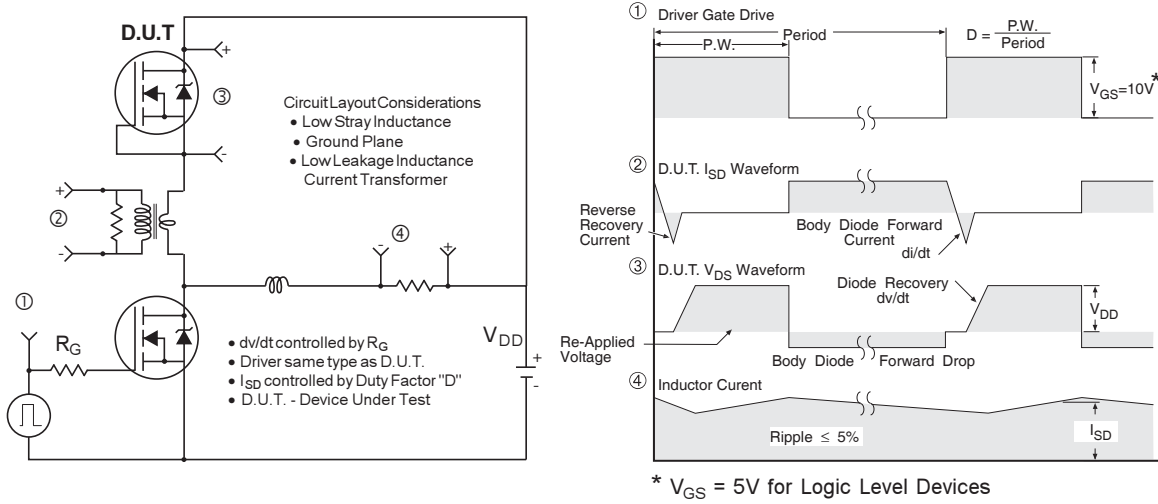 D.U.T
+
③
-
Circuit Layout Considerations
• Low Stray Inductance
• Ground Plane
• Low Leakage Inductance
Current Transformer
+
②
-
④
-
+
①
R_G
V_DD
+
-
• dv/dt controlled by R_G
• Driver same type as D.U.T.
• I_SD controlled by Duty Factor "D"
• D.U.T. - Device Under Test
① Driver Gate Drive
P.W.
Period
D = P.W.
Period
V_GS=10V*
② D.U.T. I_SD Waveform
Reverse
Recovery
Current
Body Diode Forward
Current
di/dt
③ D.U.T. V_DS Waveform
Diode Recovery
dv/dt
V_DD
Re-Applied
Voltage
Body Diode Forward Drop
④ Inductor Curent
Ripple ≤ 5%
I_SD
* V_GS = 5V for Logic Level Devices